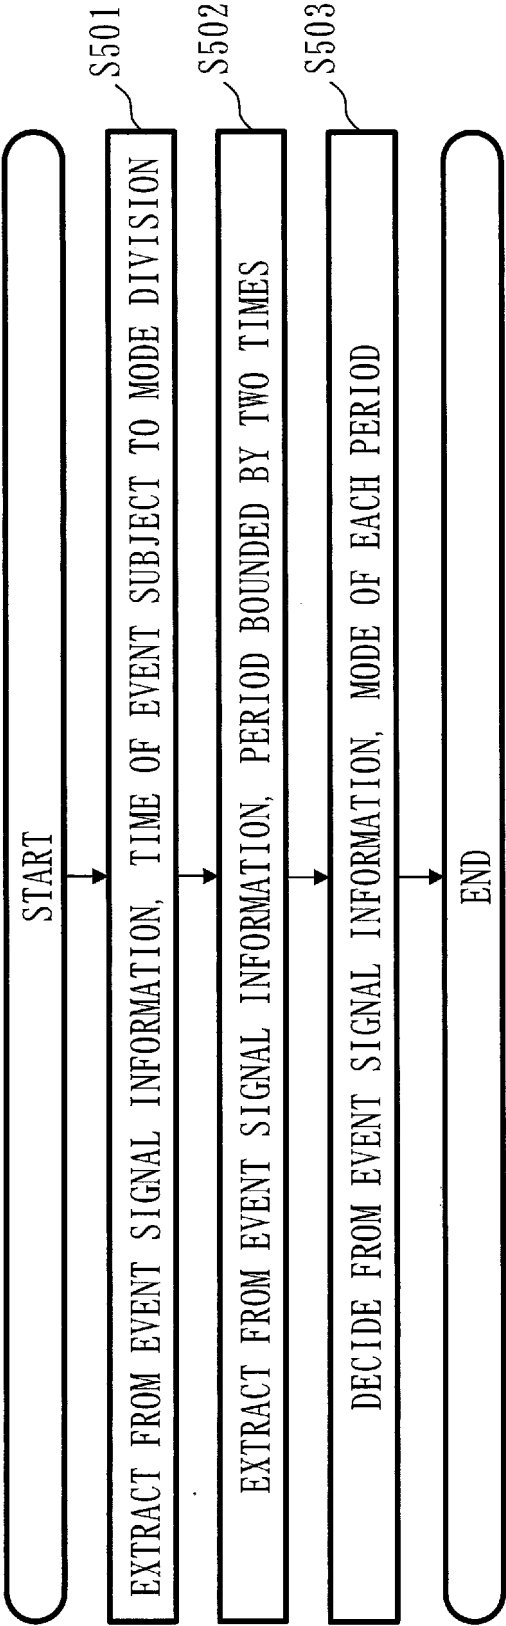 START
S501
EXTRACT FROM EVENT SIGNAL INFORMATION, TIME OF EVENT SUBJECT TO MODE DIVISION
S502
EXTRACT FROM EVENT SIGNAL INFORMATION, PERIOD BOUNDED BY TWO TIMES
S503
DECIDE FROM EVENT SIGNAL INFORMATION, MODE OF EACH PERIOD
END